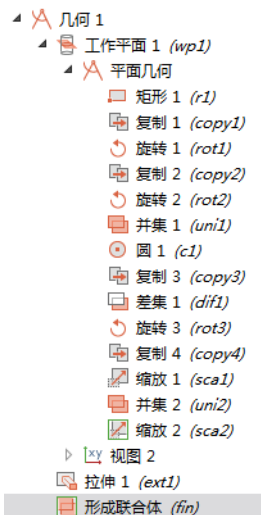 几何 1
工作平面 1 (wp1)
平面几何
矩形 1 (r1)
复制 1 (copy1)
旋转 1 (rot1)
复制 2 (copy2)
旋转 2 (rot2)
并集 1 (uni1)
圆 1 (c1)
复制 3 (copy3)
差集 1 (dif1)
旋转 3 (rot3)
复制 4 (copy4)
缩放 1 (sca1)
并集 2 (uni2)
缩放 2 (sca2)
xy 视图 2
拉伸 1 (ext1)
形成联合体 (fin)